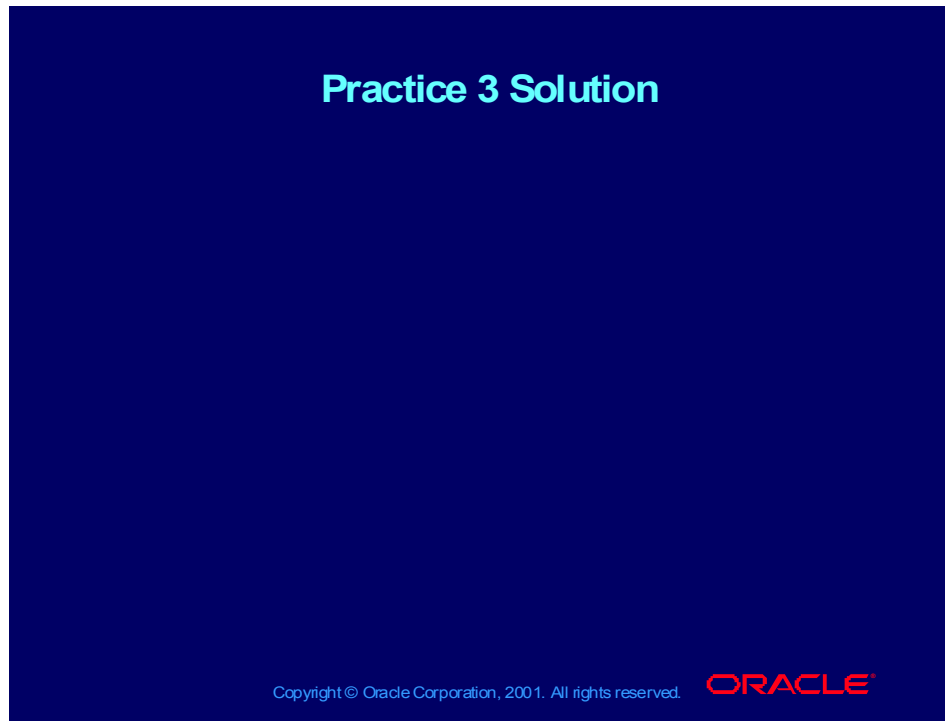 Practice 3 Solution
Copyright © Oracle Corporation, 2001. All rights reserved.
ORACLE®